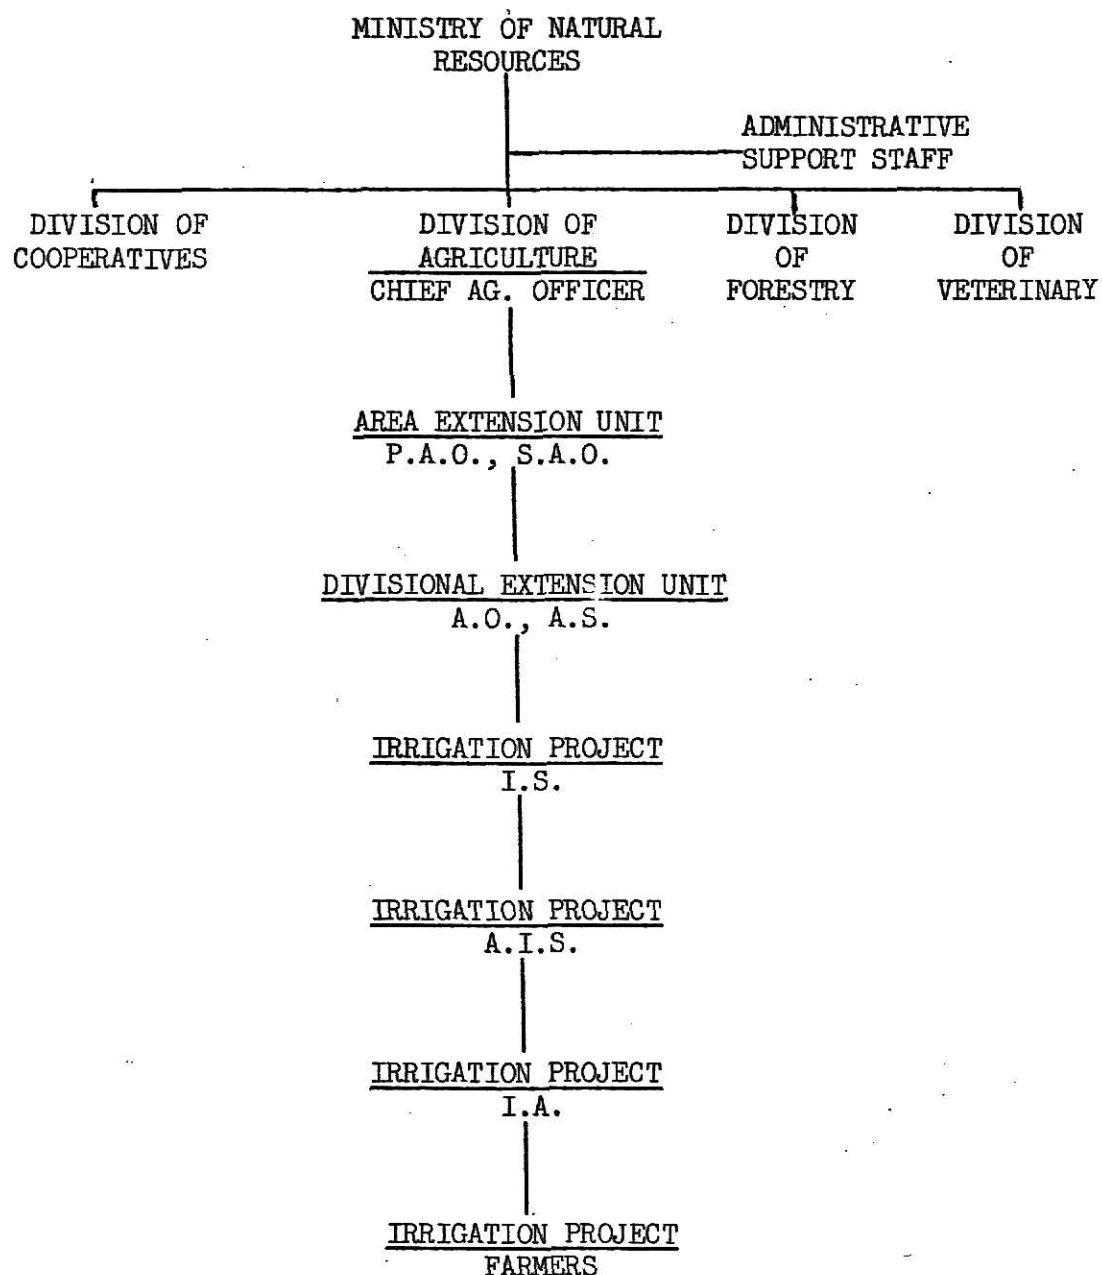 MINISTRY OF NATURAL
RESOURCES
ADMINISTRATIVE
SUPPORT STAFF
DIVISION OF
COOPERATIVES
DIVISION OF
AGRICULTURE
CHIEF AG. OFFICER
DIVISION
OF
FORESTRY
DIVISION
OF
VETERINARY
AREA EXTENSION UNIT
P.A.O., S.A.O.
DIVISIONAL EXTENSION UNIT
A.O., A.S.
IRRIGATION PROJECT
I.S.
IRRIGATION PROJECT
A.I.S.
IRRIGATION PROJECT
I.A.
IRRIGATION PROJECT
FARMERS